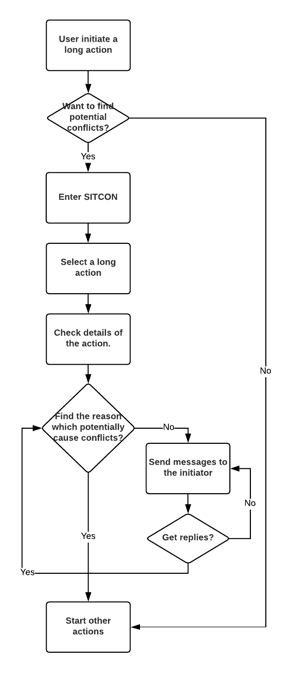 User initiate a
long action
Want to find
potential
conflicts?
Yes
Enter SITCON
Select a long
action
Check details of
the action.
No
Find the reason
which potentially
cause conflicts?
No
Send messages to
the initiator
No
Get replies?
Yes
Yes
Start other
actions